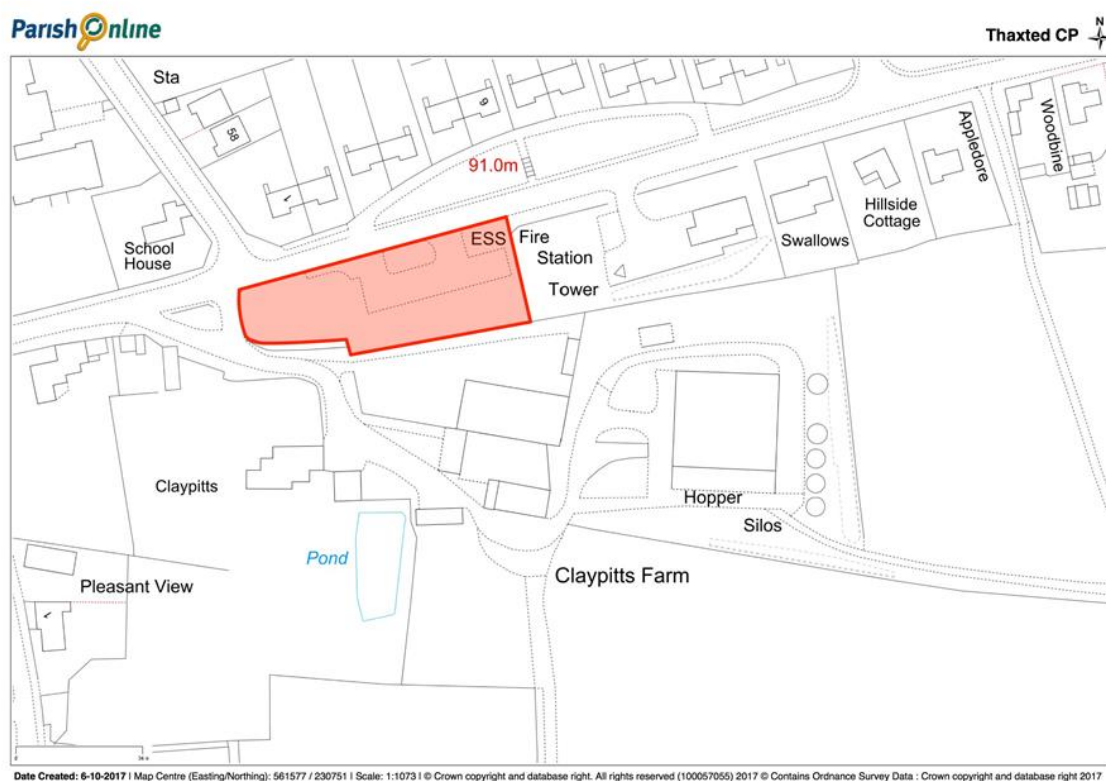 Parish Online
Thaxted CP
N
Sta
58
9
1
91.0m
School
House
ESS
Fire
Station
Tower
Swallows
Hillside
Cottage
Appledore
Woodbine
Claypitts
Pond
Hopper
Silos
Claypitts Farm
Pleasant View
1
0
Date Created: 6-10-2017 | Map Centre (Easting/Northing): 561577 / 230751 | Scale: 1:1073 | © Crown copyright and database right. All rights reserved (100057055) 2017 © Contains Ordnance Survey Data : Crown copyright and database right 2017